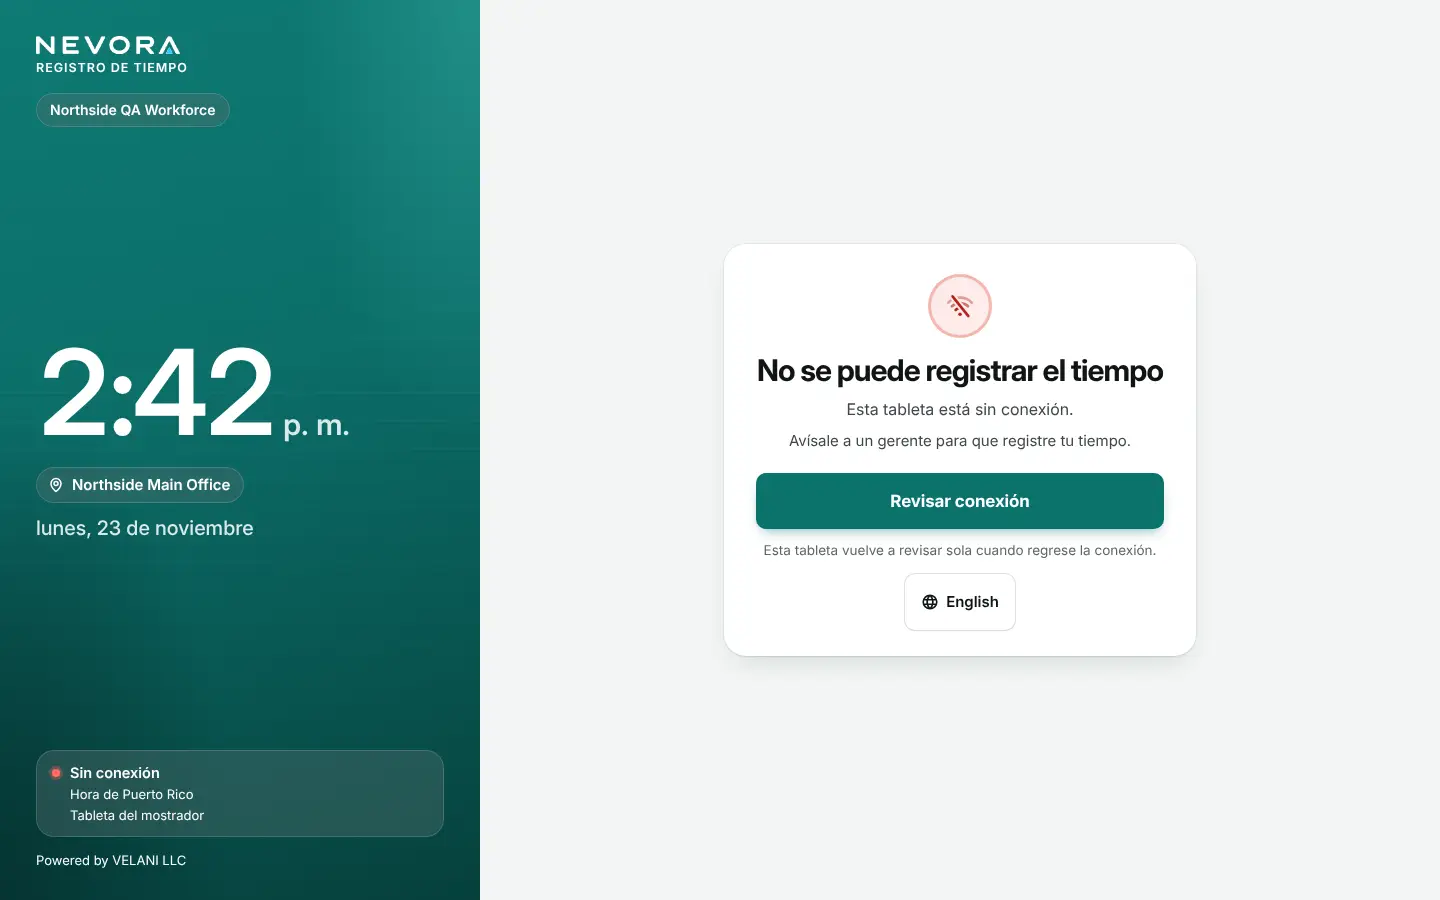 NEVORA
REGISTRO DE TIEMPO
Northside QA Workforce
2:42 p. m.
Northside Main Office
lunes, 23 de noviembre
Sin conexión
Hora de Puerto Rico
Tableta del mostrador
Powered by VELANI LLC
No se puede registrar el tiempo
Esta tableta está sin conexión.
Avísale a un gerente para que registre tu tiempo.
Revisar conexión
Esta tableta vuelve a revisar sola cuando regrese la conexión.
English